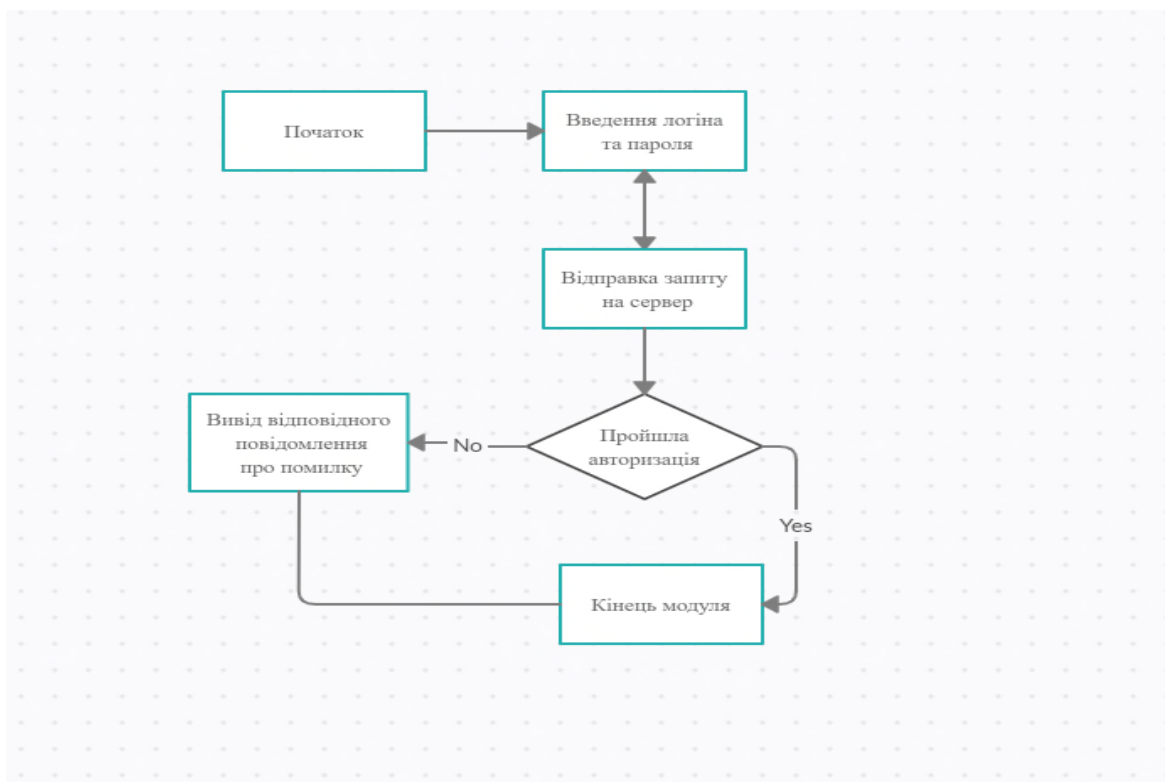 Початок
Введення логіна
та пароля
Відправка запиту
на сервер
Пройшла
авторизація
No
Вивід відповідного
повідомлення
про помилку
Yes
Кінець модуля